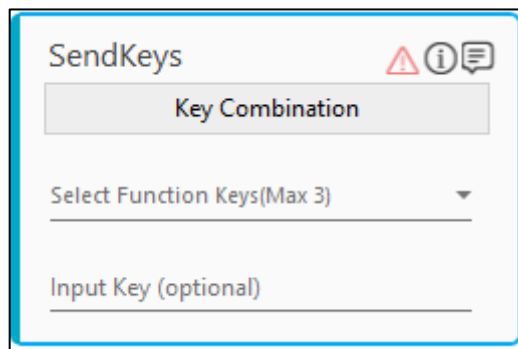 SendKeys
Key Combination
Select Function Keys(Max 3)
Input Key (optional)